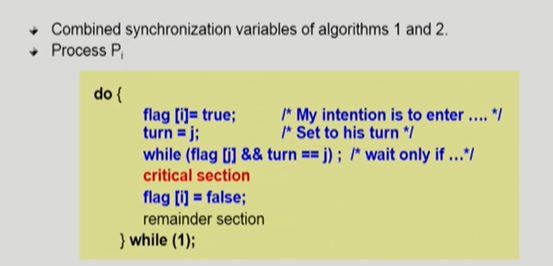 Combined synchronization variables of algorithms 1 and 2.
Process Pi
do {
flag [i]= true; /* My intention is to enter .... */
turn = j; /* Set to his turn */
while (flag [j] && turn == j) ; /* wait only if ...*/
critical section
flag [i] = false;
remainder section
} while (1);